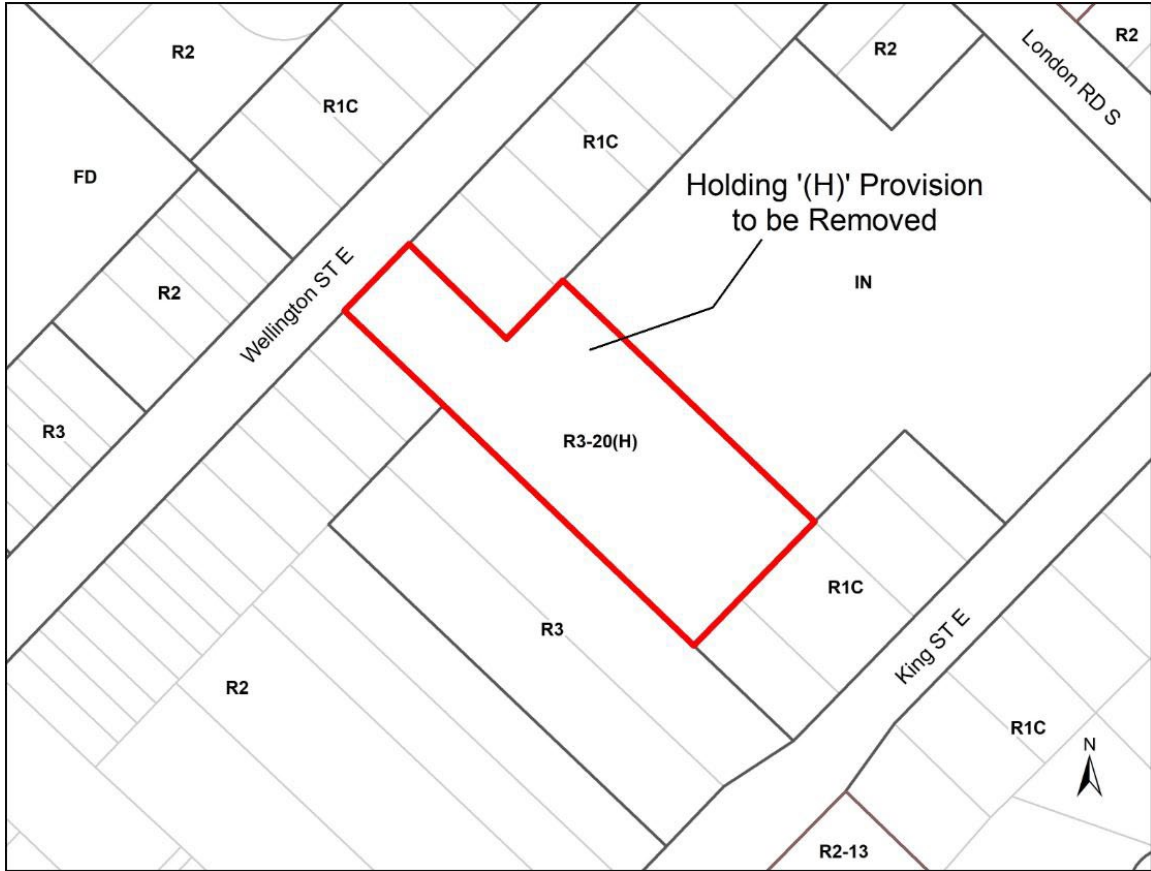 R2
R2
R2
London RD S
R1C
R1C
FD
Holding '(H)' Provision
to be Removed
IN
R2
Wellington ST E
R3
R3-20(H)
R1C
R3
King ST E
R2
R1C
N
R2-13